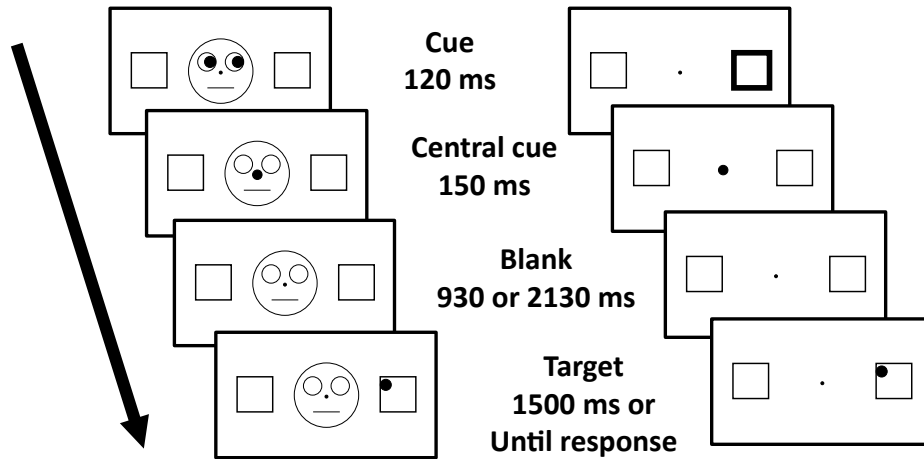 Cue
120 ms
Central cue
150 ms
Blank
930 or 2130 ms
Target
1500 ms or
Until response